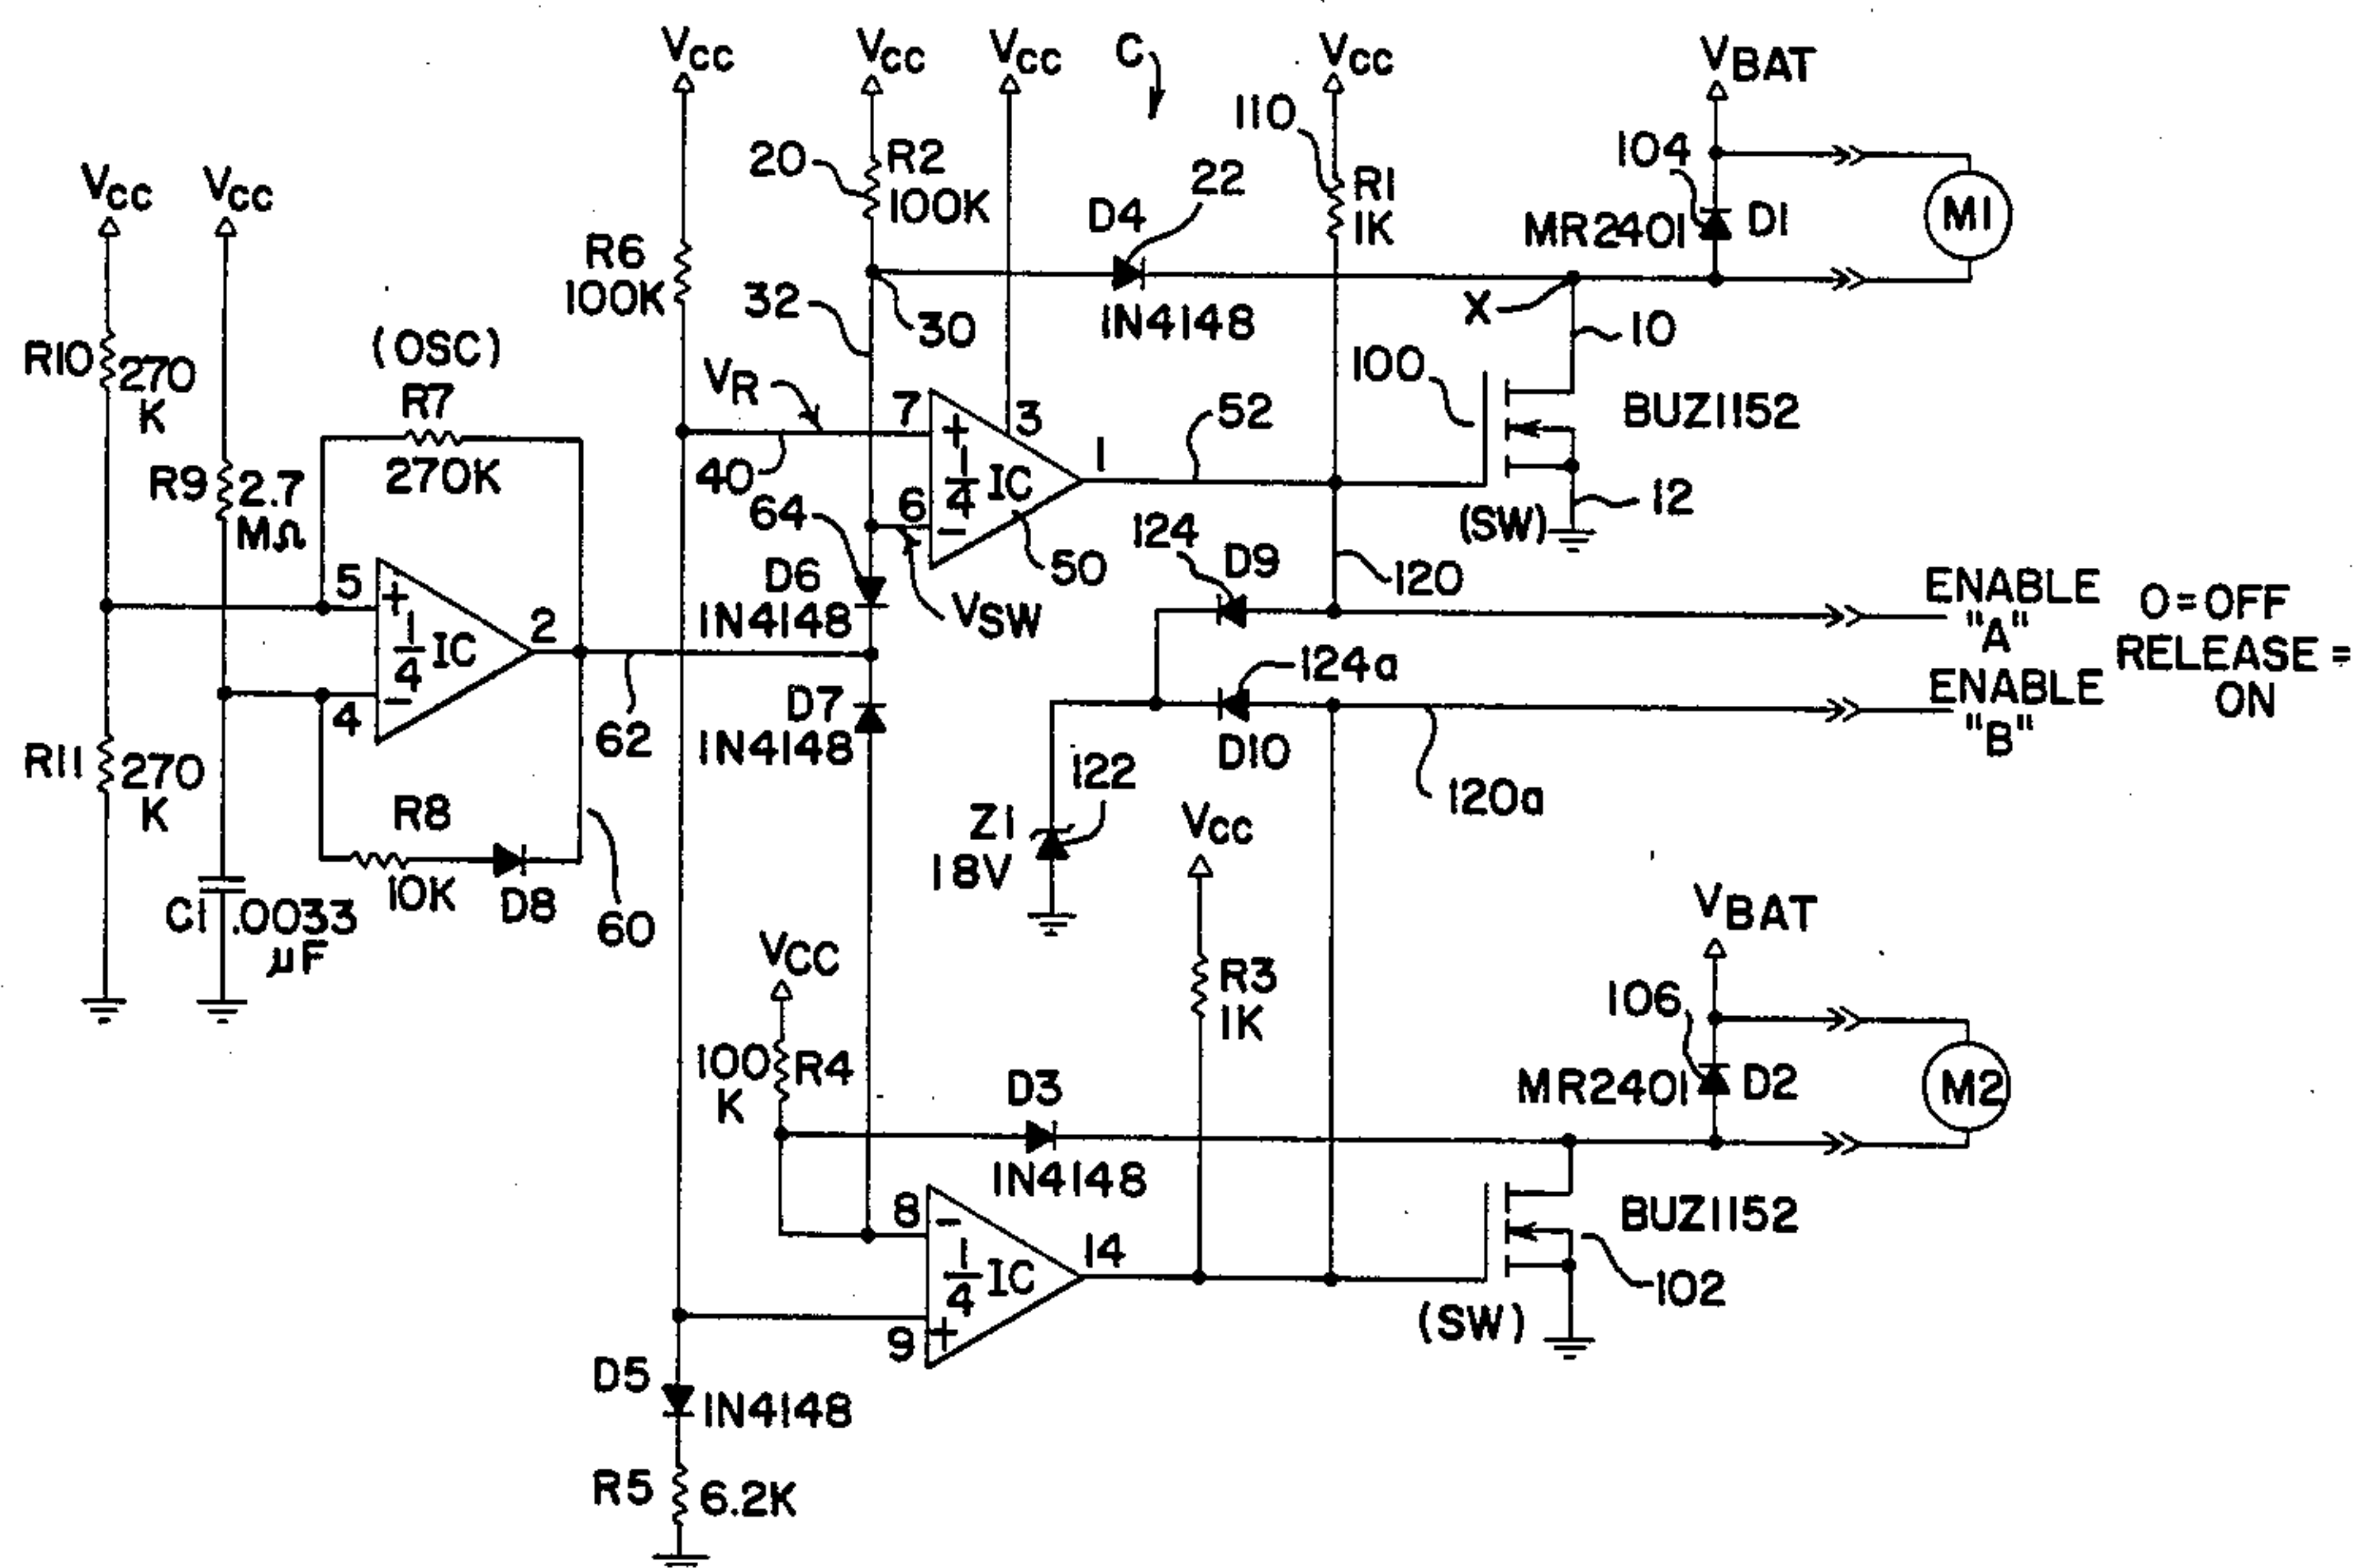 VCC
VCC
VCC
C
VCC
VBAT
110
104
20
R2
100K
22
D4
R1
1K
MR2401
D1
M1
VCC
VCC
R6
100K
32
30
1N4148
X
10
(OSC)
R10
270
K
R7
270K
VR
7
+
3
100
BUZ1152
R9
2.7
MΩ
40
1/4 IC
1
52
64
6
-
50
(SW)
12
5
+
1/4 IC
2
4
-
D6
1N4148
VSW
124
D9
120
ENABLE
"A"
0=OFF
RELEASE =
ON
62
D7
1N4148
124a
D10
ENABLE
"B"
R11
270
K
R8
10K
D8
60
122
Z1
18V
120a
VCC
C1
.0033
µF
VCC
R3
1K
VBAT
106
100
K
R4
D3
1N4148
MR2401
D2
M2
8
-
1/4 IC
14
9
+
BUZ1152
102
(SW)
D5
1N4148
R5
6.2K